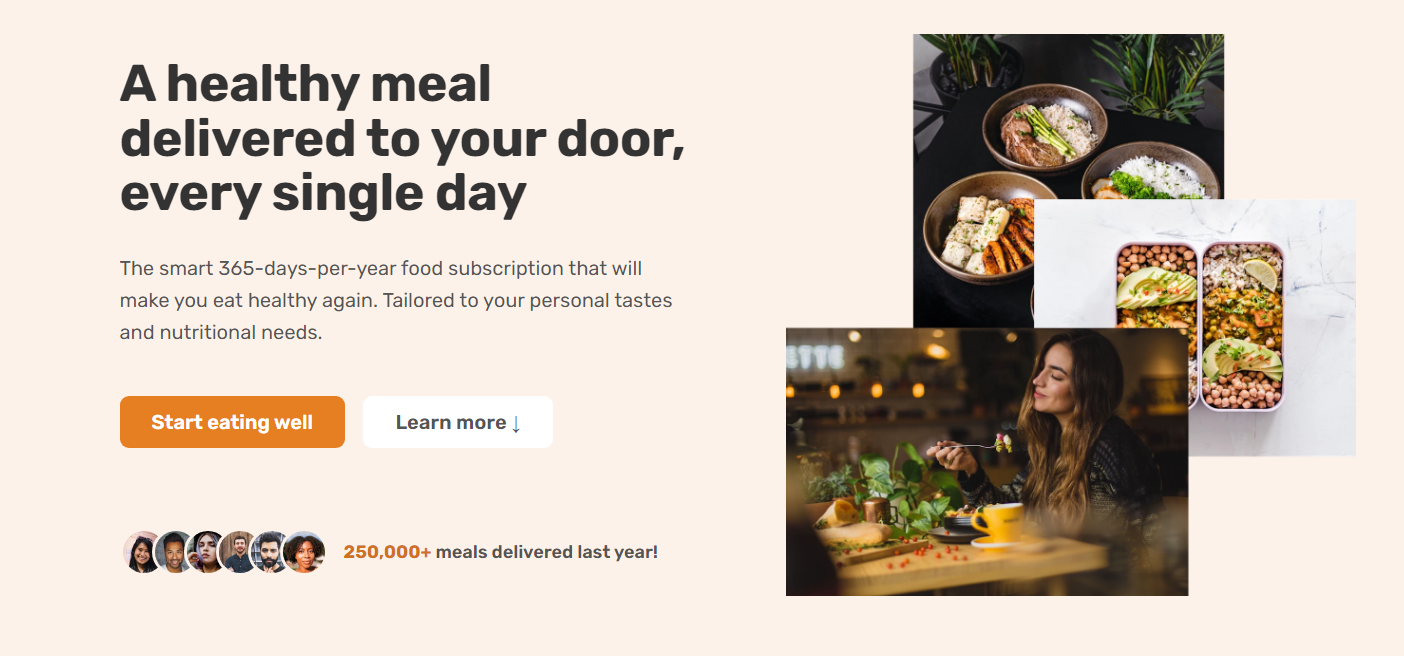 A healthy meal
delivered to your door,
every single day
The smart 365-days-per-year food subscription that will
make you eat healthy again. Tailored to your personal tastes
and nutritional needs.
Start eating well
Learn more ↓
250,000+ meals delivered last year!